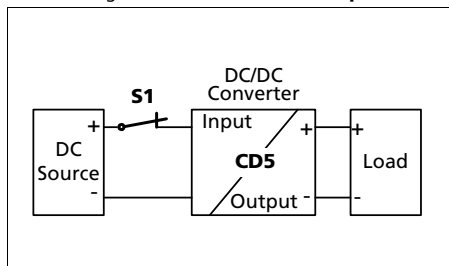 DC/DC
Converter
S1
+
Input
+
+
DC
Source
CD5
Load
-
Output
-
-